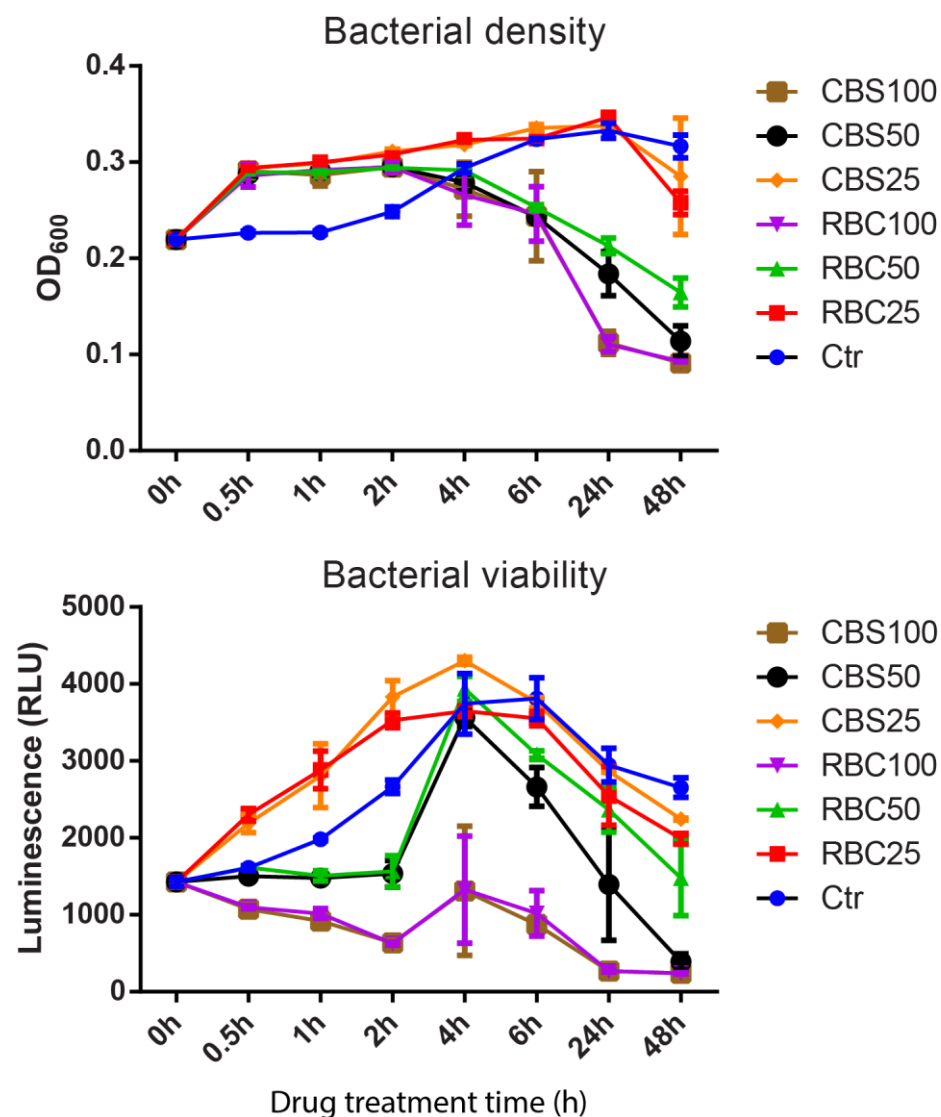 Bacterial density
OD600
0.4
0.3
0.2
0.1
0.0
0h
0.5h
1h
2h
4h
6h
24h
48h
CBS100
CBS50
CBS25
RBC100
RBC50
RBC25
Ctr
Bacterial viability
Luminescence (RLU)
5000
4000
3000
2000
1000
0
0h
0.5h
1h
2h
4h
6h
24h
48h
CBS100
CBS50
CBS25
RBC100
RBC50
RBC25
Ctr
Drug treatment time (h)